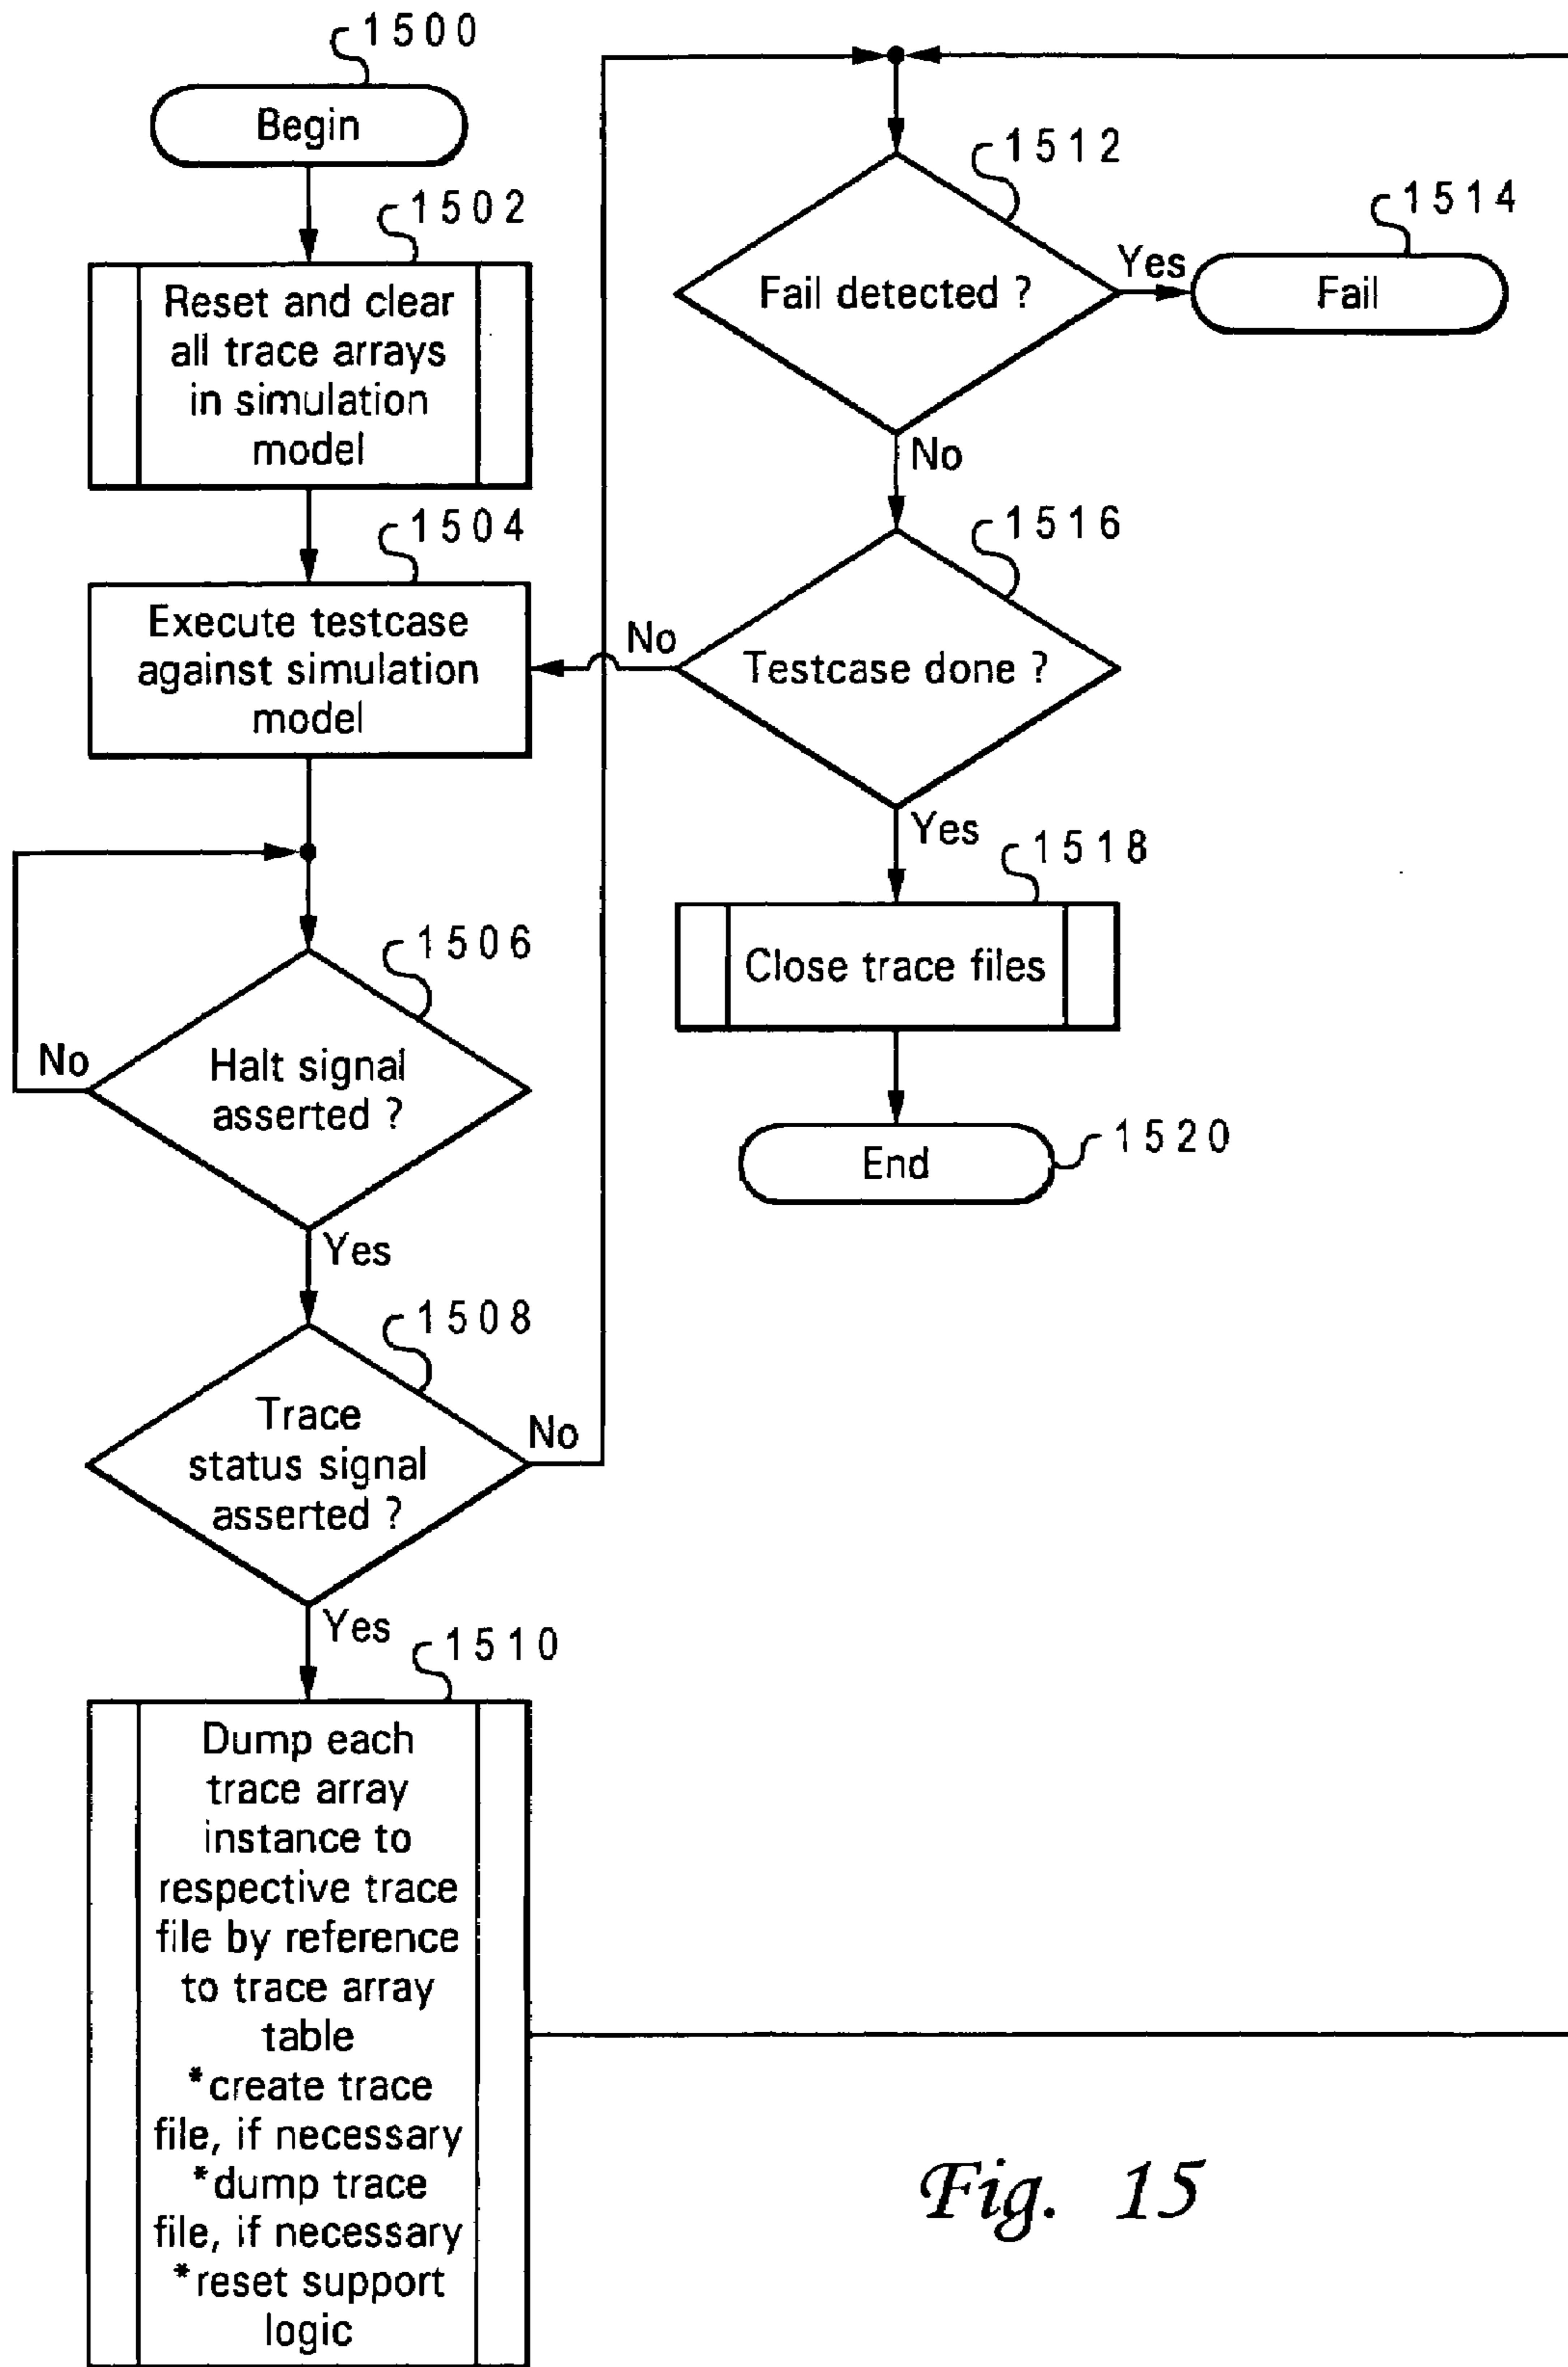 1500
Begin
1502
Reset and clear
all trace arrays
in simulation
model
1504
Execute testcase
against simulation
model
1506
Halt signal
asserted ?
No
Yes
1508
Trace
status signal
asserted ?
No
Yes
1510
Dump each
trace array
instance to
respective trace
file by reference
to trace array
table
*create trace
file, if necessary
*dump trace
file, if necessary
*reset support
logic
1512
Fail detected ?
Yes
1514
Fail
No
1516
Testcase done ?
No
Yes
1518
Close trace files
End
1520
Fig. 15